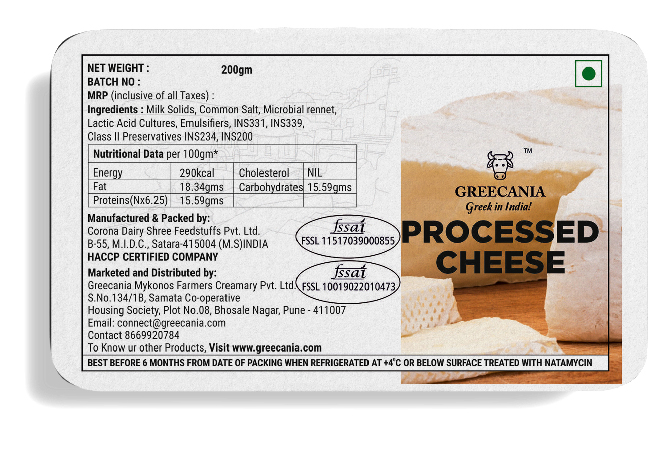 NET WEIGHT : 200gm
BATCH NO :
MRP (inclusive of all Taxes) :
Ingredients : Milk Solids, Common Salt, Microbial rennet,
Lactic Acid Cultures, Emulsifiers, INS331, INS339,
Class II Preservatives INS234, INS200
Nutritional Data per 100gm*
Energy 290kcal Cholesterol NIL
Fat 18.34gms Carbohydrates 15.59gms
Proteins(Nx6.25) 15.59gms
Manufactured & Packed by:
Corona Dairy Shree Feedstuffs Pvt. Ltd.
B-55, M.I.D.C., Satara-415004 (M.S)INDIA
HACCP CERTIFIED COMPANY
fssat
FSSL 11517039000855
Marketed and Distributed by:
Greecania Mykonos Farmers Creamary Pvt. Ltd.
S.No.134/1B, Samata Co-operative
Housing Society, Plot No.08, Bhosale Nagar, Pune - 411007
Email: connect@greecania.com
Contact 8669920784
To Know ur other Products, Visit www.greecania.com
fssat
FSSL 10019022010473
BEST BEFORE 6 MONTHS FROM DATE OF PACKING WHEN REFRIGERATED AT +4°C OR BELOW SURFACE TREATED WITH NATAMYCIN
TM
GREECANIA
Greek in India!
PROCESSED
CHEESE